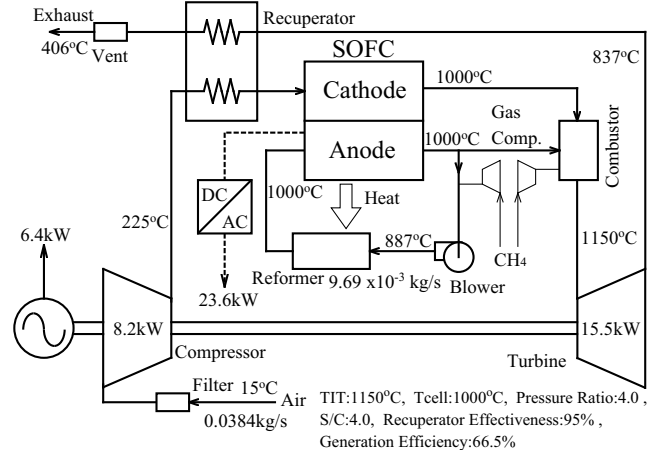 Exhaust
Recuperator
406°C
Vent
SOFC
837°C
1000°C
Cathode
Gas
Comp.
1000°C
Anode
Combustor
DC
AC
1000°C
Heat
225°C
6.4kW
887°C
CH4
1150°C
Reformer
9.69 x10-3 kg/s
Blower
23.6kW
8.2kW
15.5kW
Compressor
Turbine
Filter
15°C
Air
0.0384kg/s
TIT:1150°C, Tcell:1000°C, Pressure Ratio:4.0 ,
S/C:4.0, Recuperator Effectiveness:95% ,
Generation Efficiency:66.5%